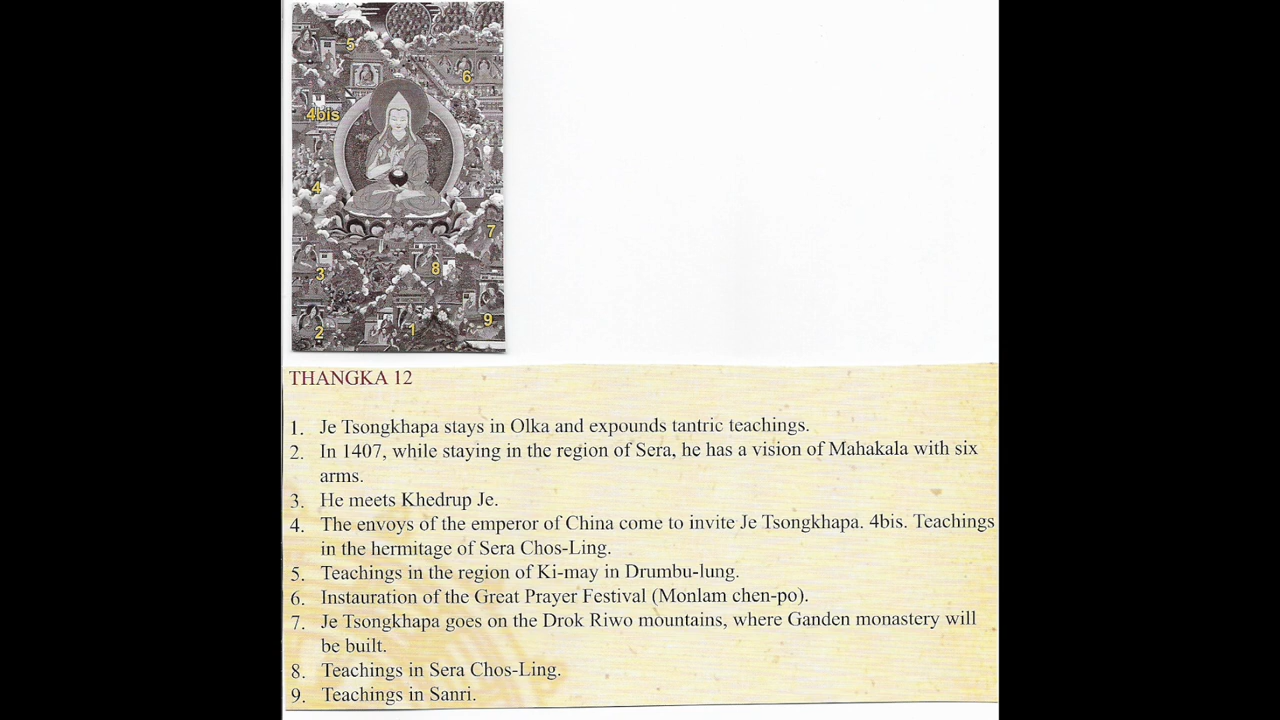 5
6
4bis
4
7
3
8
2
1
9
THANGKA 12
1. Je Tsongkhapa stays in Olka and expounds tantric teachings.
2. In 1407, while staying in the region of Sera, he has a vision of Mahakala with six
arms.
3. He meets Khedrup Je.
4. The envoys of the emperor of China come to invite Je Tsongkhapa. 4bis. Teachings
in the hermitage of Sera Chos-Ling.
5. Teachings in the region of Ki-may in Drumbu-lung.
6. Instauration of the Great Prayer Festival (Monlam chen-po).
7. Je Tsongkhapa goes on the Drok Riwo mountains, where Ganden monastery will
be built.
8. Teachings in Sera Chos-Ling.
9. Teachings in Sanri.